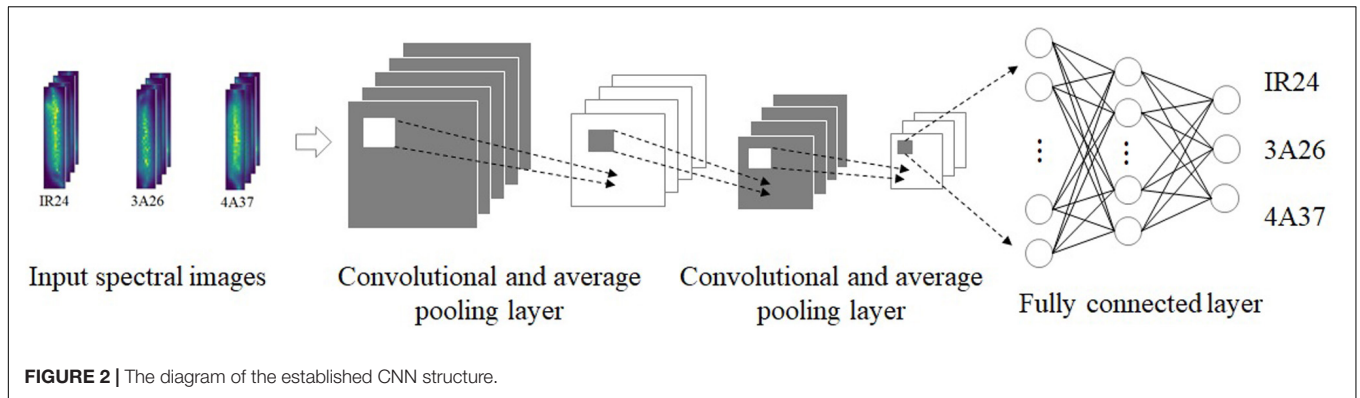 IR24
3A26
4A37
Input spectral images
Convolutional and average
pooling layer
Convolutional and average
pooling layer
Fully connected layer
IR24
3A26
4A37
FIGURE 2 | The diagram of the established CNN structure.